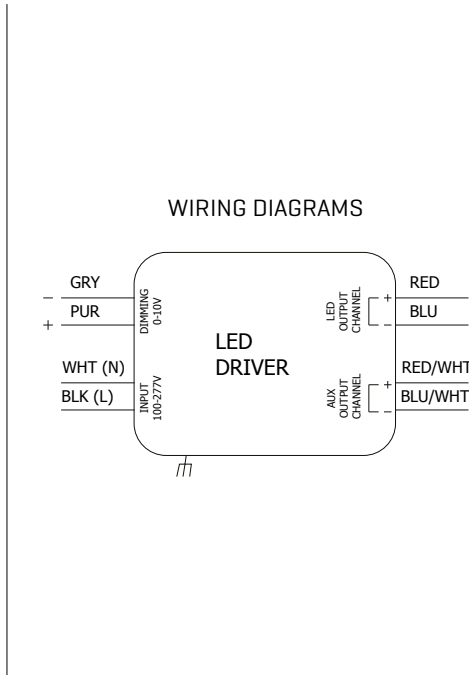 WIRING DIAGRAMS
− GRY
+ PUR
WHT (N)
BLK (L)
DIMMING
0-10V
INPUT
100-277V
LED
DRIVER
LED
OUTPUT
CHANNEL
+
−
AUX
OUTPUT
CHANNEL
+
−
RED
BLU
RED/WHT
BLU/WHT